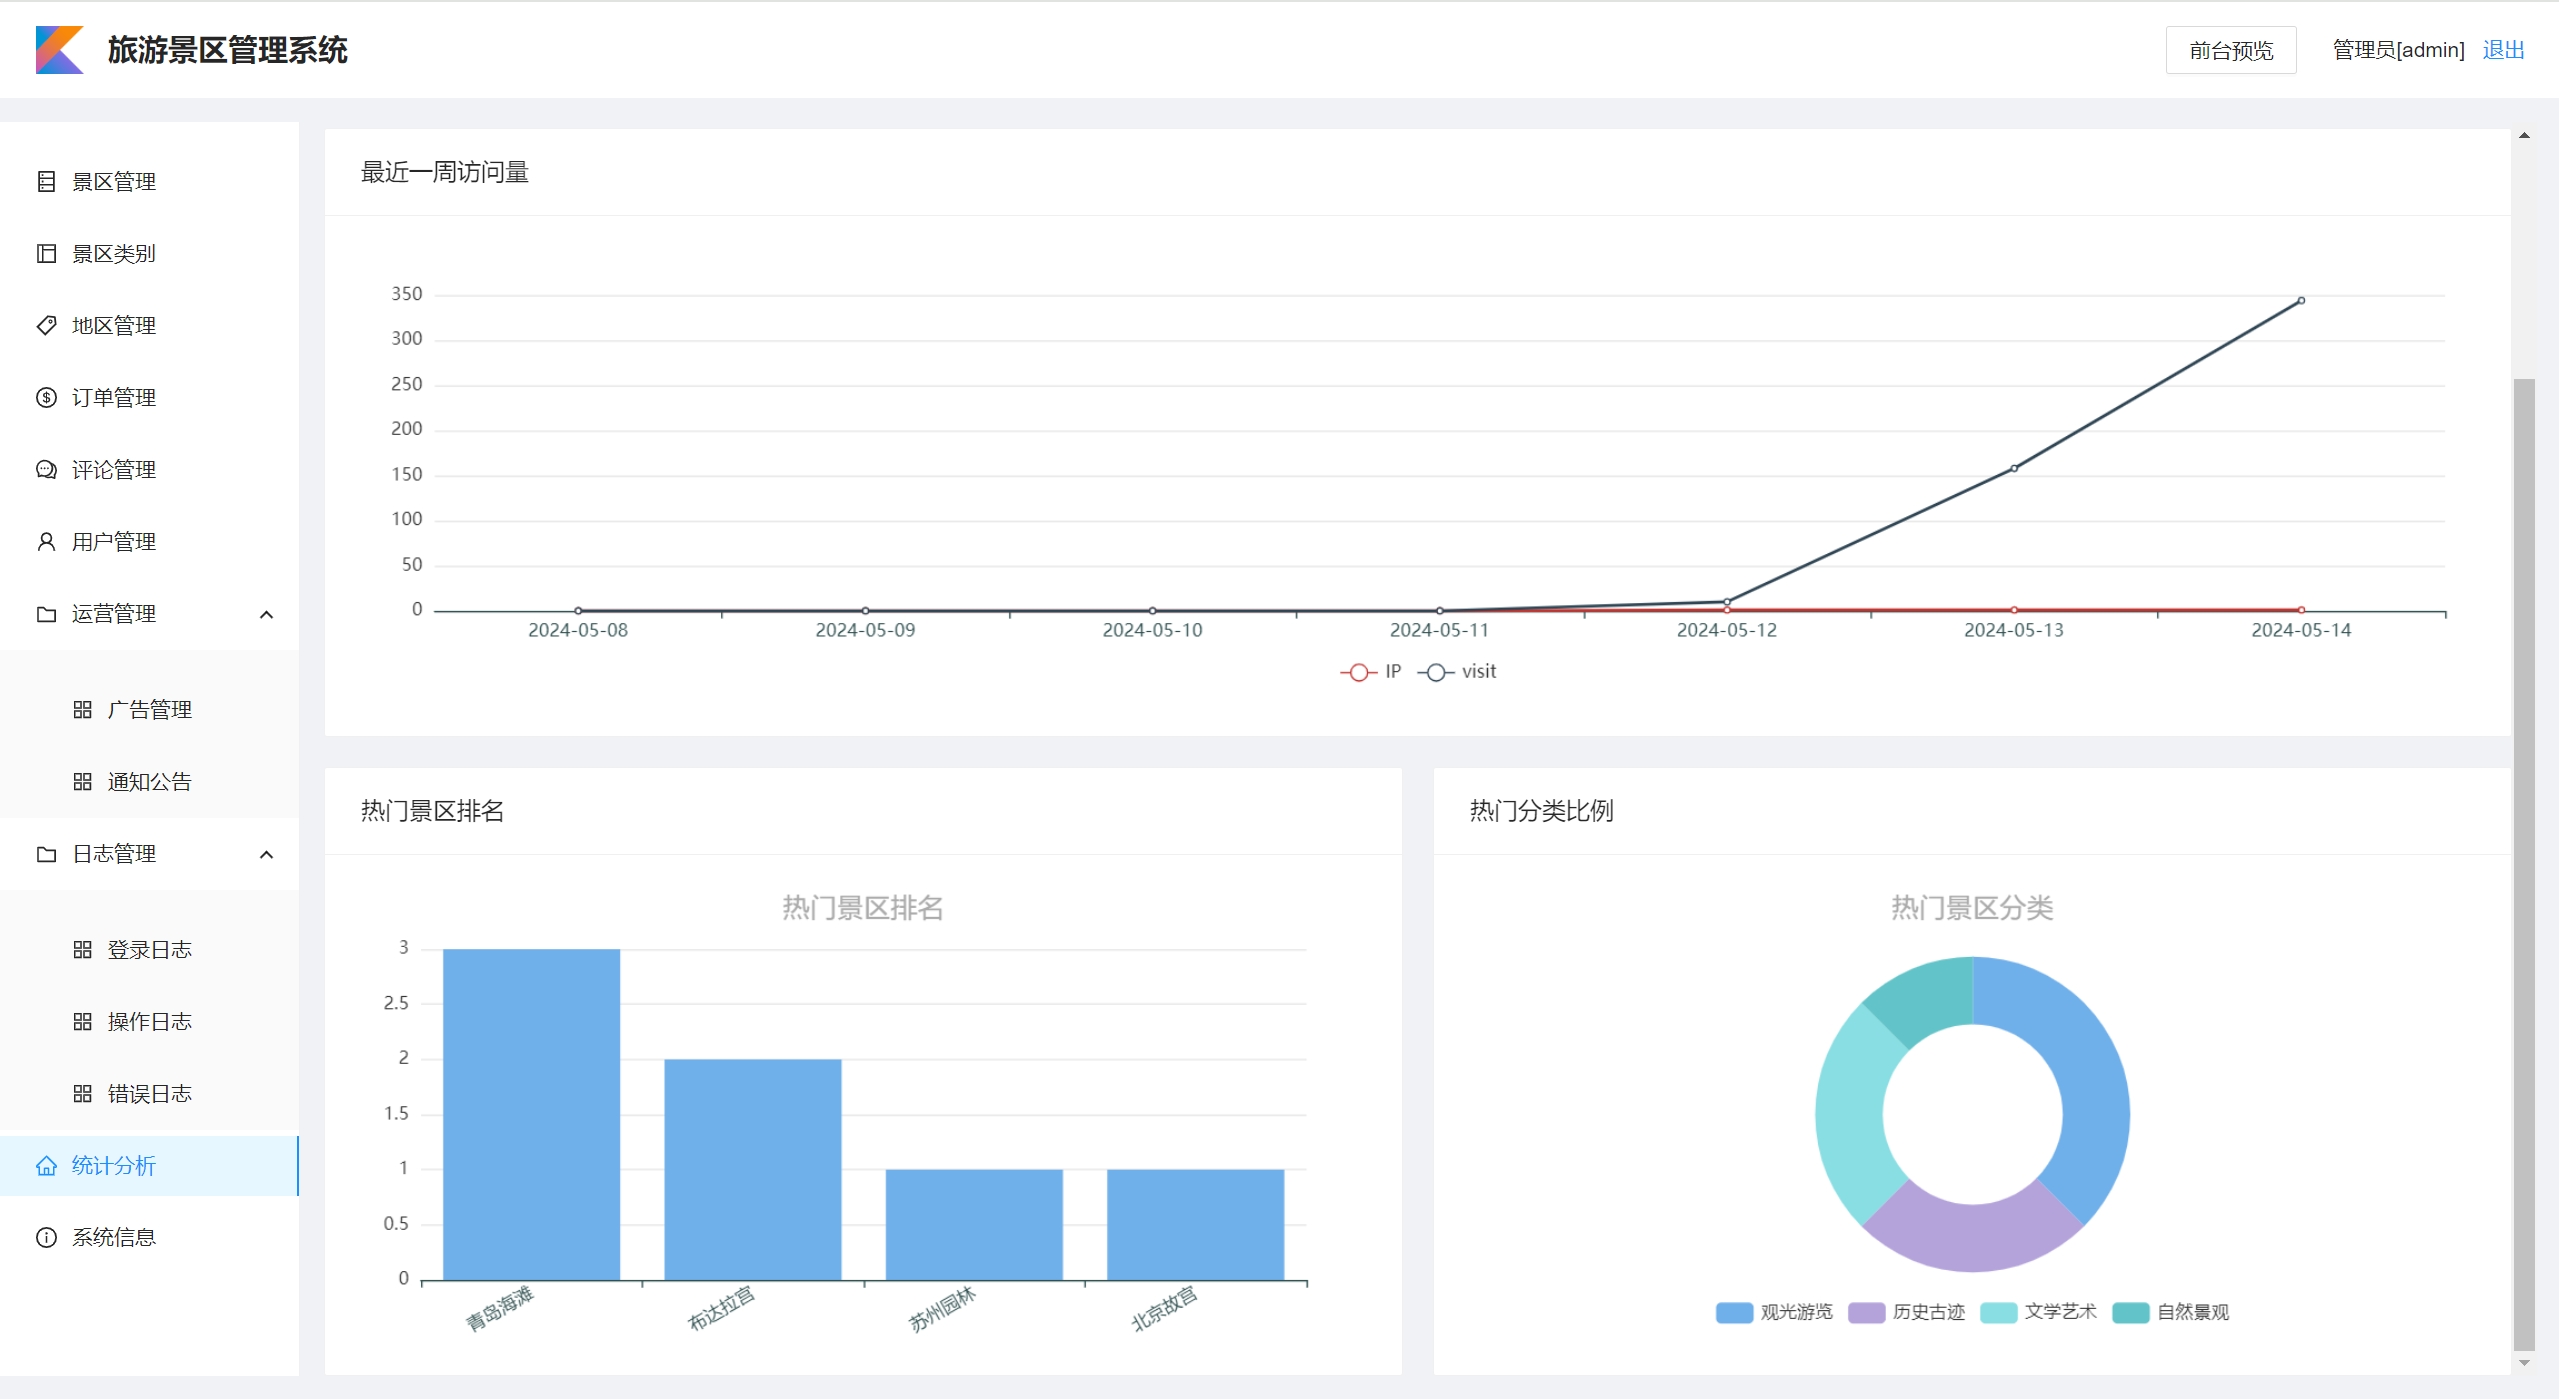 旅游景区管理系统
前台预览 管理员[admin] 退出
景区管理
景区类别
地区管理
订单管理
评论管理
用户管理
运营管理
广告管理
通知公告
日志管理
登录日志
操作日志
错误日志
统计分析
系统信息
最近一周访问量
350
300
250
200
150
100
50
0
2024-05-08 2024-05-09 2024-05-10 2024-05-11 2024-05-12 2024-05-13 2024-05-14
IP visit
热门景区排名
热门景区排名
3
2.5
2
1.5
1
0.5
0
青岛海滩 布达拉宫 苏州园林 北京故宫
热门分类比例
热门景区分类
观光游览 历史古迹 文学艺术 自然景观